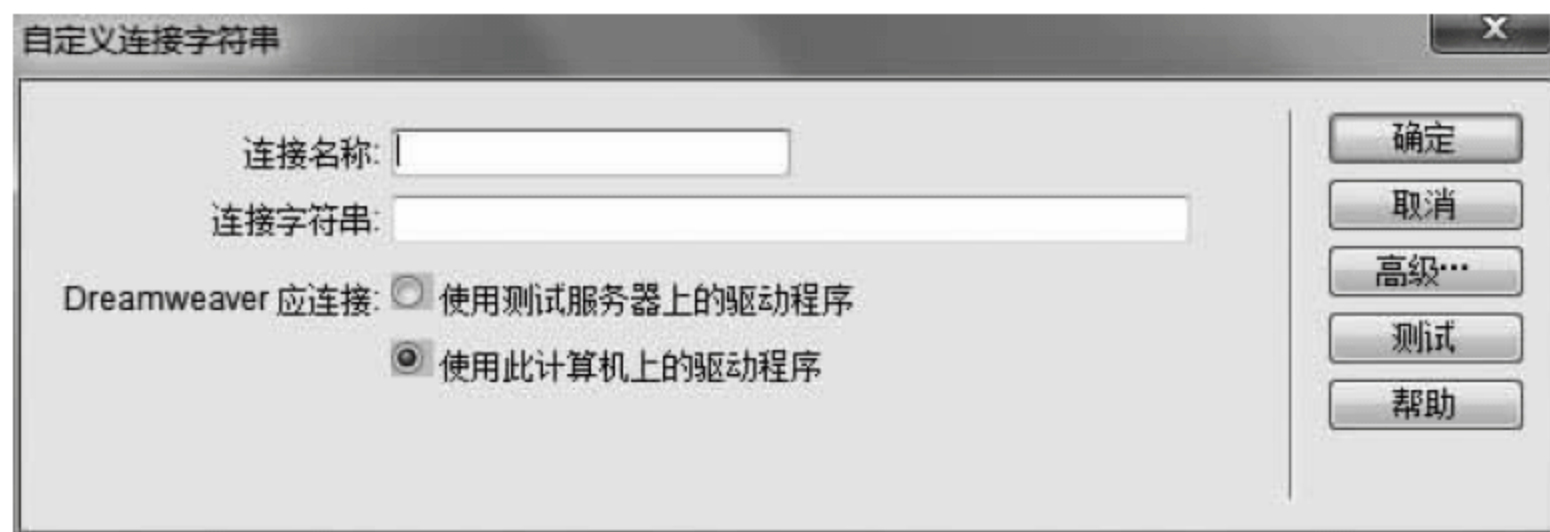 自定义连接字符串
x
连接名称:
连接字符串:
Dreamweaver 应连接: 使用测试服务器上的驱动程序
使用此计算机上的驱动程序
确定
取消
高级…
测试
帮助